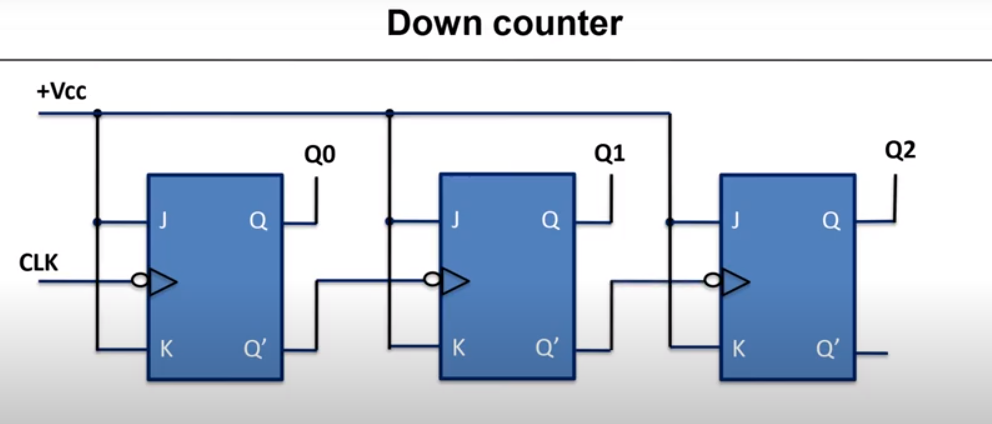 Down counter
+Vcc
Q0
Q1
Q2
J Q
J Q
J Q
CLK
K Q’
K Q’
K Q’